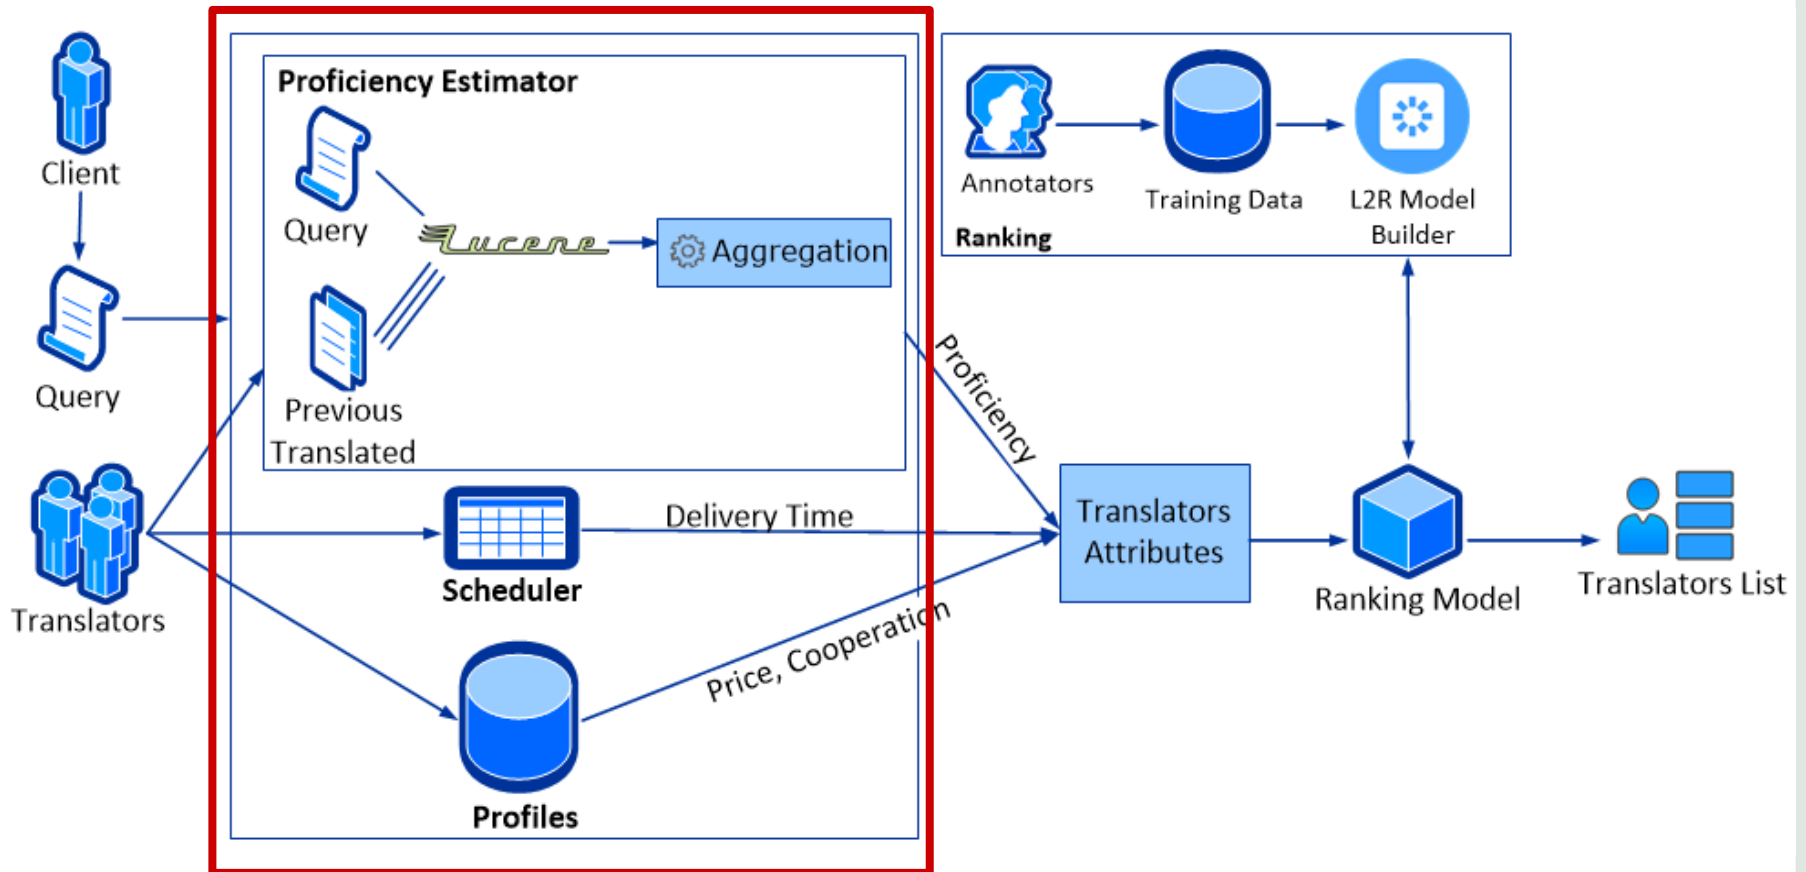 Client
Query
Translators
Proficiency Estimator
Query
Lucene
Aggregation
Previous
Translated
Scheduler
Profiles
Proficiency
Delivery Time
Price, Cooperation
Annotators
Training Data
L2R Model
Builder
Ranking
Translators
Attributes
Ranking Model
Translators List